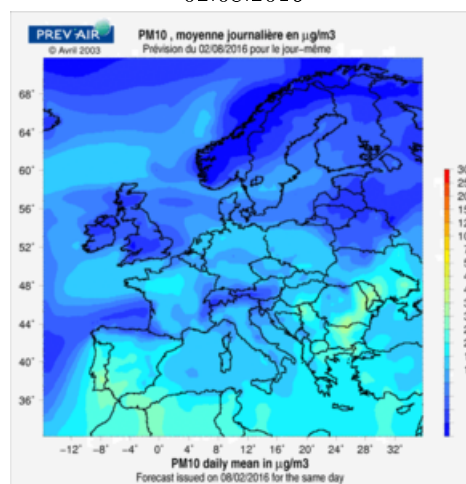 PREV'AIR
© Avril 2003
PM10 , moyenne journalière en µg/m3
Prévision du 02/08/2016 pour le jour-même
68°
64°
60°
56°
52°
48°
44°
40°
36°
−12° −8° −4° 0° 4° 8° 12° 16° 20° 24° 28° 32°
PM10 daily mean in µg/m3
Forecast issued on 08/02/2016 for the same day